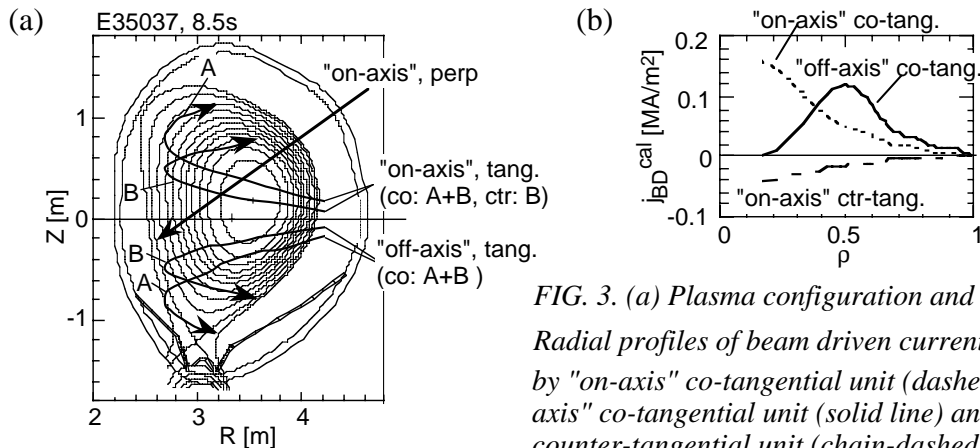 (a)
E35037, 8.5s
A
"on-axis", perp
1
B
"on-axis", tang.
(co: A+B, ctr: B)
Z [m]
0
B
"off-axis", tang.
(co: A+B )
A
-1
2
3
4
R [m]
(b)
"on-axis" co-tang.
0.2
"off-axis" co-tang.
0.1
jBDcal [MA/m2]
0
"on-axis" ctr-tang.
-0.1
0
0.5
1
ρ
FIG. 3. (a) Plasma configuration and
Radial profiles of beam driven curren
by "on-axis" co-tangential unit (dashe
axis" co-tangential unit (solid line) an
counter-tangential unit (chain-dashed